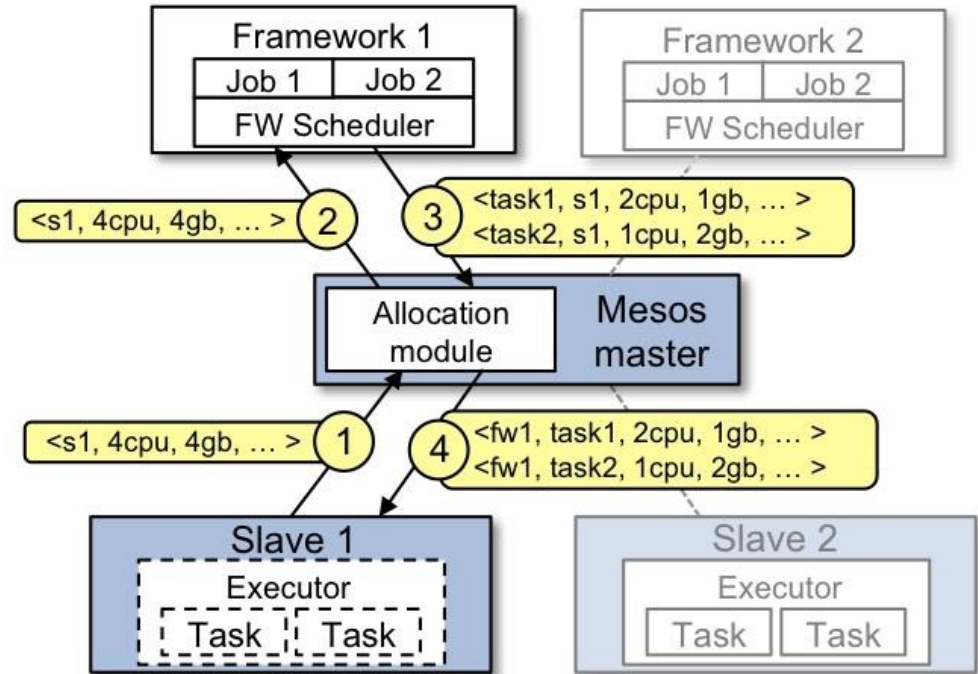 Framework 1
Job 1 Job 2
FW Scheduler
Framework 2
Job 1 Job 2
FW Scheduler
<s1, 4cpu, 4gb, … >
2
3
<task1, s1, 2cpu, 1gb, … >
<task2, s1, 1cpu, 2gb, … >
Allocation
module
Mesos
master
<s1, 4cpu, 4gb, … >
1
4
<fw1, task1, 2cpu, 1gb, … >
<fw1, task2, 1cpu, 2gb, … >
Slave 1
Executor
Task Task
Slave 2
Executor
Task Task